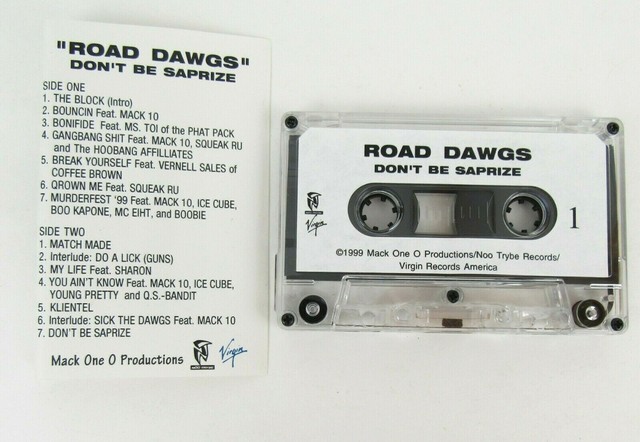 "ROAD DAWGS"
DON'T BE SAPRIZE
SIDE ONE
1. THE BLOCK (Intro)
2. BOUNCIN Feat. MACK 10
3. BONIFIDE Feat. MS. TOI of the PHAT PACK
4. GANGBANG SHIT Feat. MACK 10, SQUEAK RU
and The HOOBANG AFFILLIATES
5. BREAK YOURSELF Feat. VERNELL SALES of
COFFEE BROWN
6. QROWN ME Feat. SQUEAK RU
7. MURDERFEST '99 Feat. MACK 10, ICE CUBE,
BOO KAPONE, MC EIHT, and BOOBIE
SIDE TWO
1. MATCH MADE
2. Interlude: DO A LICK (GUNS)
3. MY LIFE Feat. SHARON
4. YOU AIN'T KNOW Feat. MACK 10, ICE CUBE,
YOUNG PRETTY and Q.S.-BANDIT
5. KLIENTEL
6. Interlude: SICK THE DAWGS Feat. MACK 10
7. DON'T BE SAPRIZE
Mack One O Productions
Virgin
ROAD DAWGS
DON'T BE SAPRIZE
Virgin
1
©1999 Mack One O Productions/Noo Trybe Records/
Virgin Records America